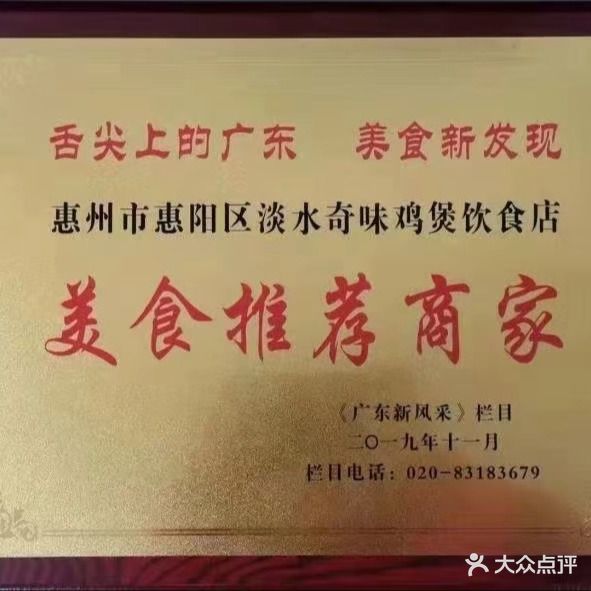 舌尖上的广东 美食新发现
惠州市惠阳区淡水奇味鸡煲饮食店
美食推荐商家
《广东新风采》栏目
二〇一九年十一月
栏目电话：020-83183679
大众点评